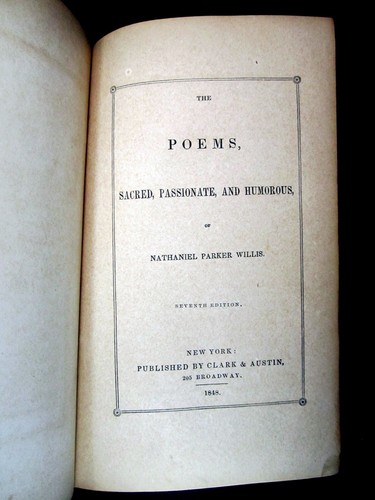 THE
POEMS,
SACRED, PASSIONATE, AND HUMOROUS,
OF
NATHANIEL PARKER WILLIS.
SEVENTH EDITION.
NEW YORK:
PUBLISHED BY CLARK & AUSTIN,
205 BROADWAY.
1848.